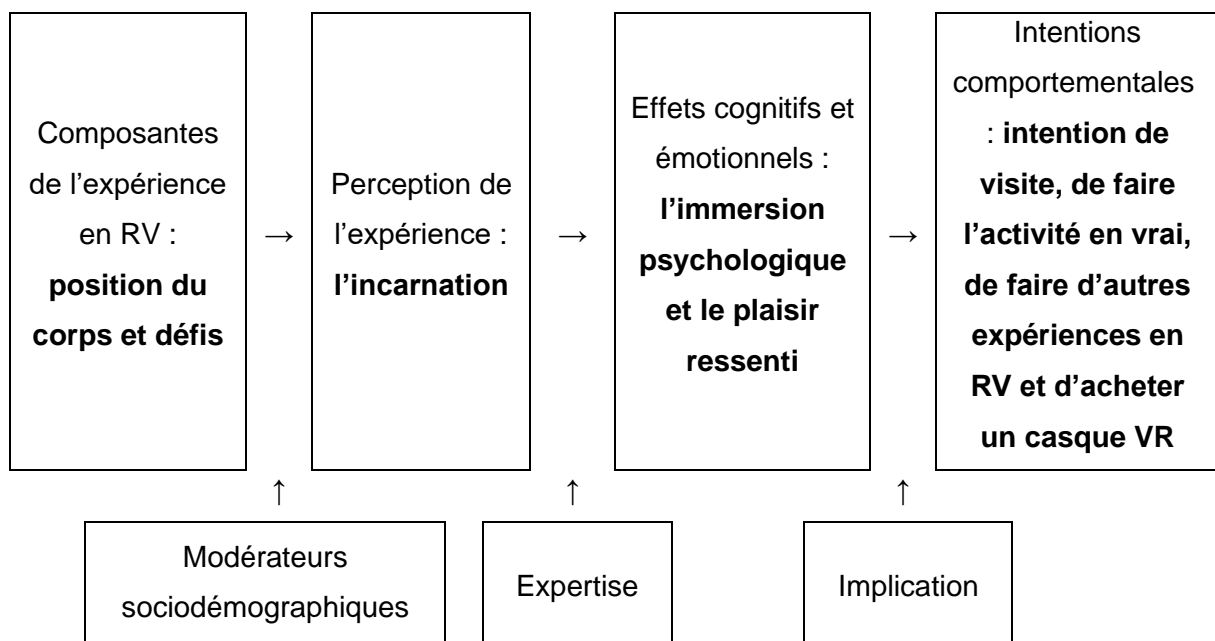 Composantes
de l’expérience
en RV :
position du
corps et défis
→
Perception de
l’expérience :
l’incarnation
→
Effets cognitifs et
émotionnels :
l’immersion
psychologique
et le plaisir
ressenti
→
Intentions
comportementales
: intention de
visite, de faire
l’activité en vrai,
de faire d’autres
expériences en
RV et d’acheter
un casque VR
↑
↑
↑
Modérateurs
sociodémographiques
Expertise
Implication